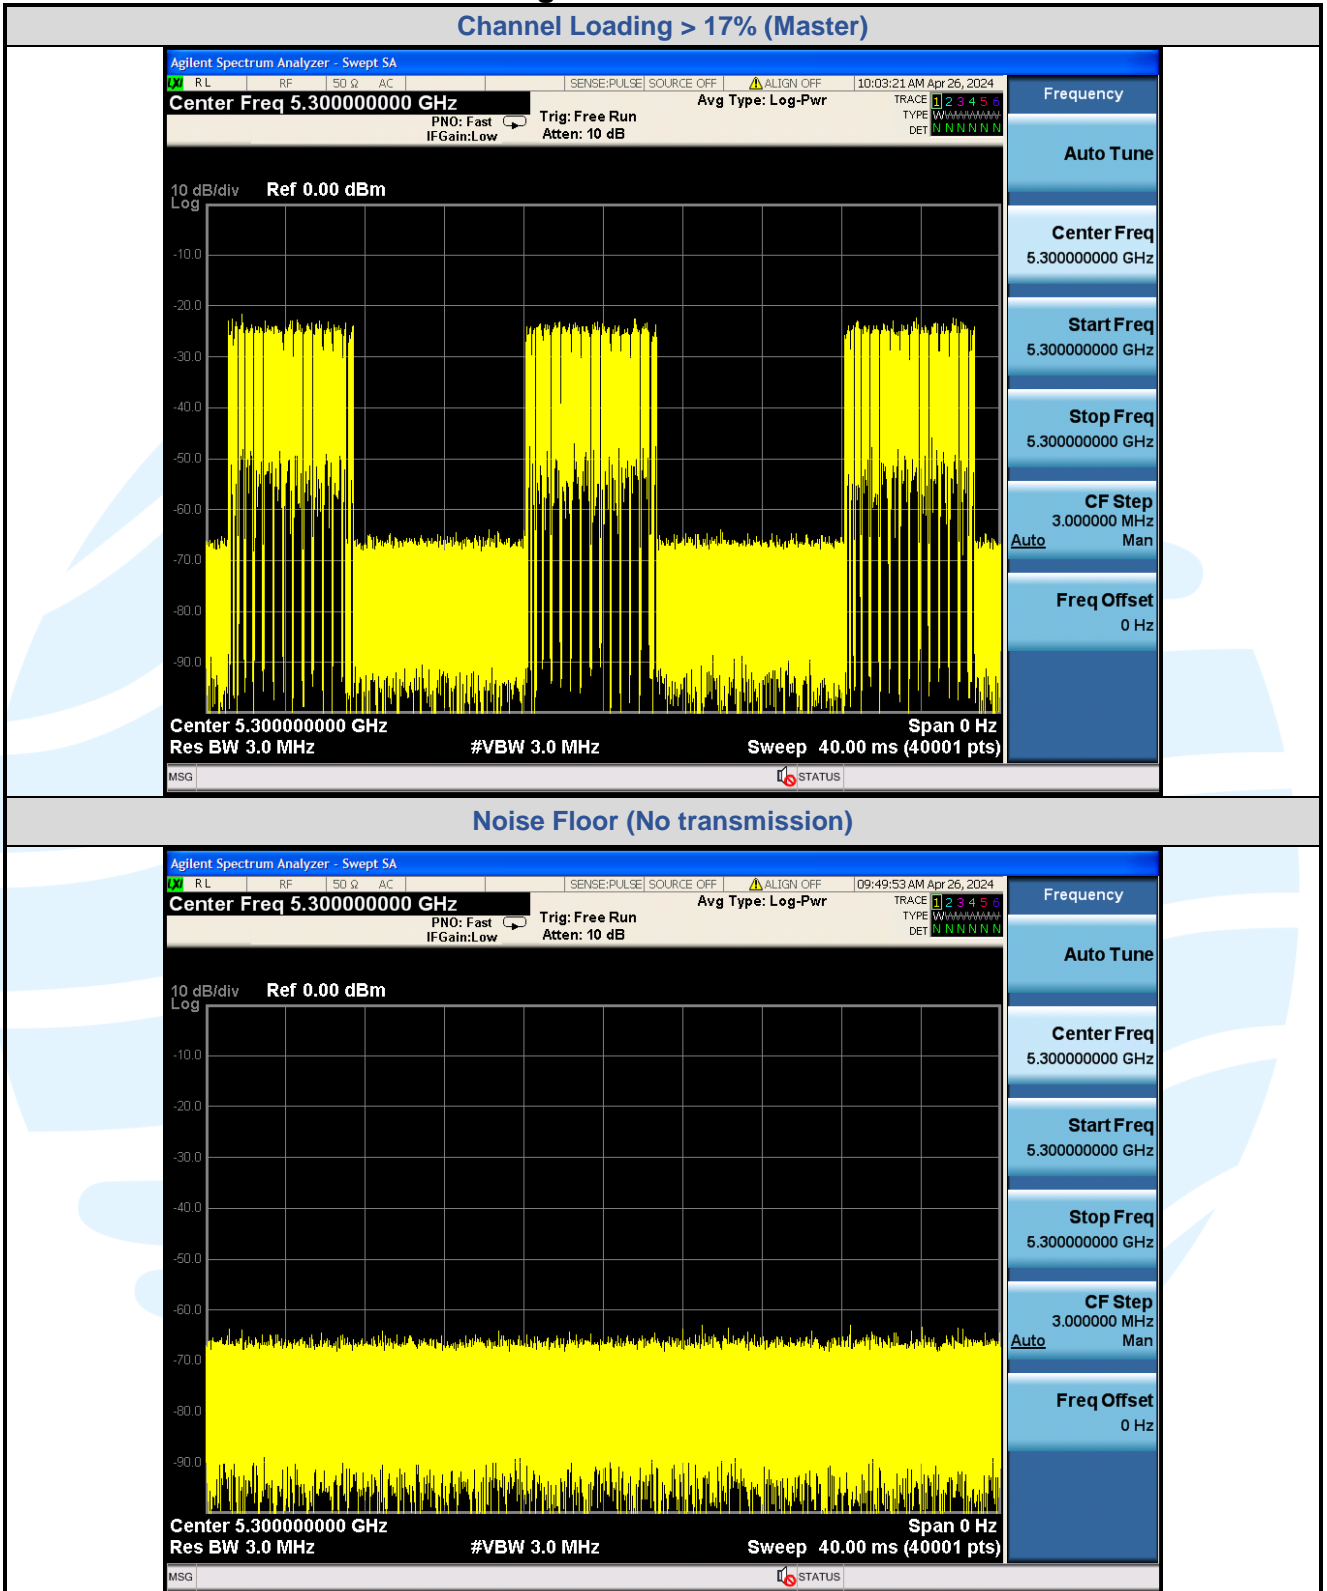 Channel Loading > 17% (Master)
Agilent Spectrum Analyzer - Swept SA
LXI RL RF 50 Ω AC SENSE:PULSE SOURCE OFF ALIGN OFF 10:03:21 AM Apr 26, 2024
Center Freq 5.300000000 GHz
PNO: Fast
IFGain:Low
Trig: Free Run
Atten: 10 dB
Avg Type: Log-Pwr
TRACE 1 2 3 4 5 6
TYPE WWWWWW
DET N N N N N N
10 dB/div
Log
Ref 0.00 dBm
-10.0
-20.0
-30.0
-40.0
-50.0
-60.0
-70.0
-80.0
-90.0
Center 5.300000000 GHz
Span 0 Hz
Res BW 3.0 MHz
#VBW 3.0 MHz
Sweep 40.00 ms (40001 pts)
MSG
STATUS
Frequency
Auto Tune
Center Freq
5.300000000 GHz
Start Freq
5.300000000 GHz
Stop Freq
5.300000000 GHz
CF Step
3.000000 MHz
Auto Man
Freq Offset
0 Hz
Noise Floor (No transmission)
Agilent Spectrum Analyzer - Swept SA
LXI RL RF 50 Ω AC SENSE:PULSE SOURCE OFF ALIGN OFF 09:49:53 AM Apr 26, 2024
Center Freq 5.300000000 GHz
PNO: Fast
IFGain:Low
Trig: Free Run
Atten: 10 dB
Avg Type: Log-Pwr
TRACE 1 2 3 4 5 6
TYPE WWWWWW
DET N N N N N N
10 dB/div
Log
Ref 0.00 dBm
-10.0
-20.0
-30.0
-40.0
-50.0
-60.0
-70.0
-80.0
-90.0
Center 5.300000000 GHz
Span 0 Hz
Res BW 3.0 MHz
#VBW 3.0 MHz
Sweep 40.00 ms (40001 pts)
MSG
STATUS
Frequency
Auto Tune
Center Freq
5.300000000 GHz
Start Freq
5.300000000 GHz
Stop Freq
5.300000000 GHz
CF Step
3.000000 MHz
Auto Man
Freq Offset
0 Hz